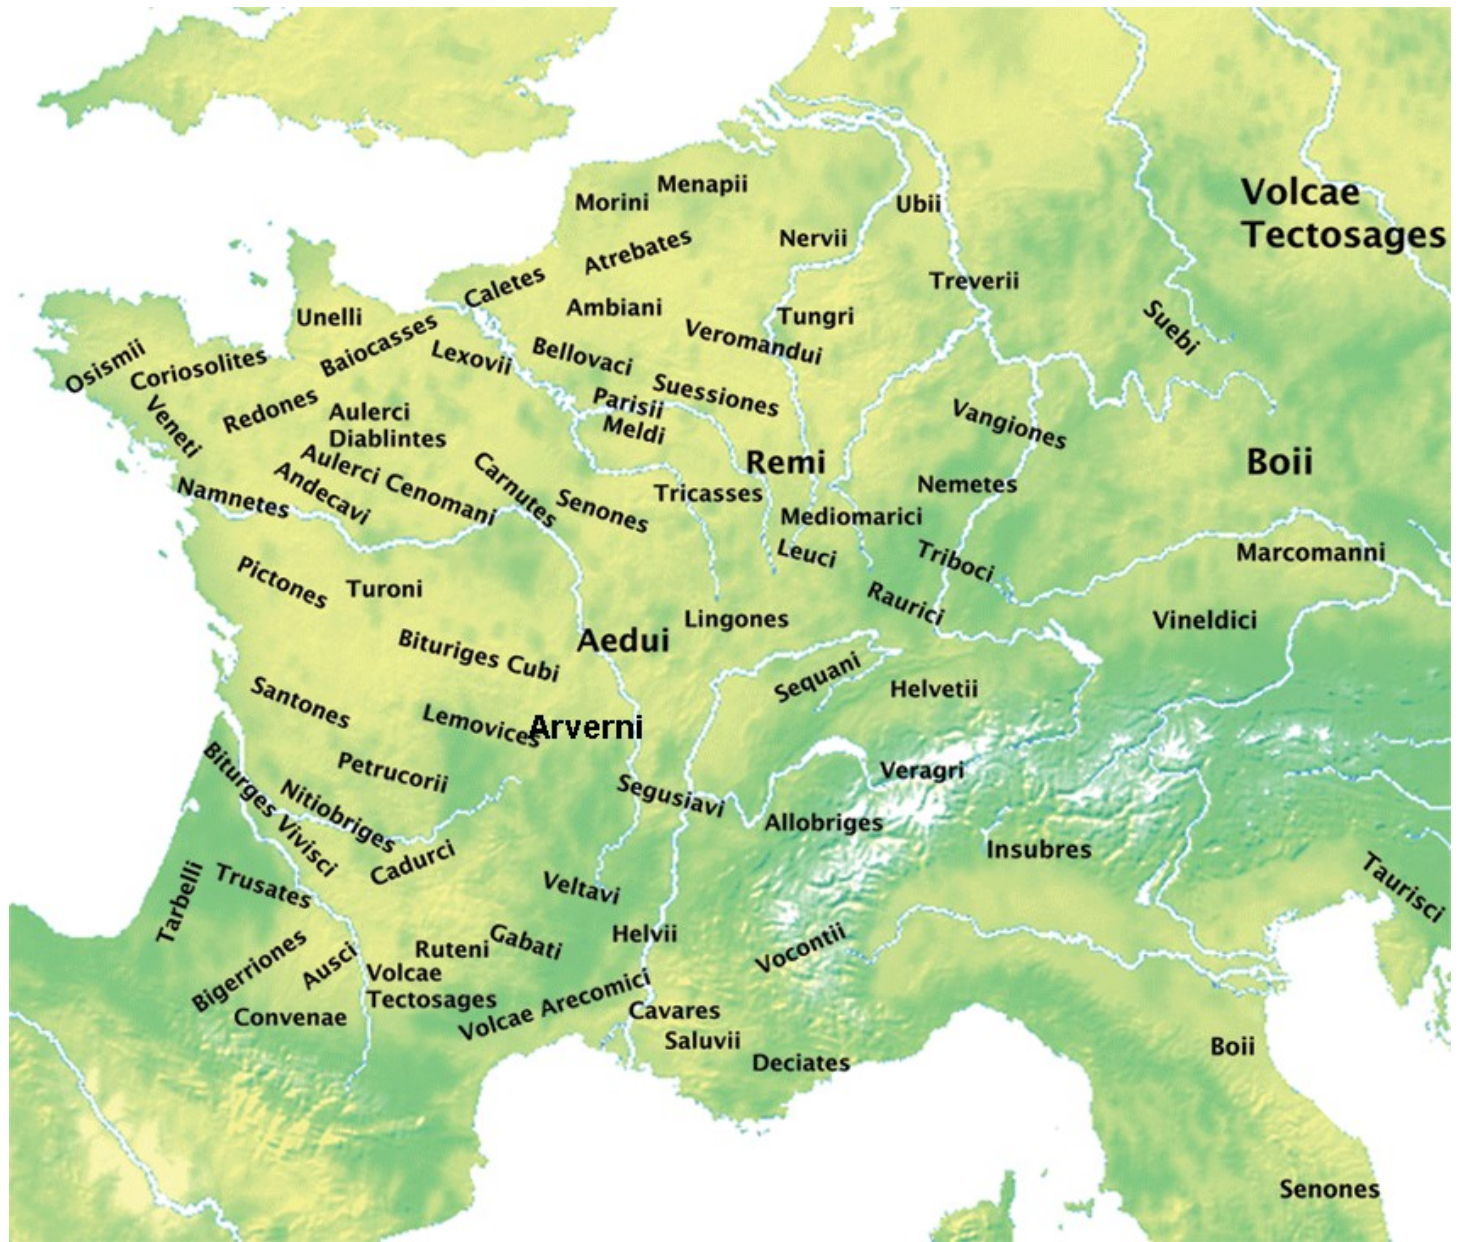 Menapii
Morini
Ubii
Volcae
Tectosages
Nervii
Atrebates
Treverii
Caletes
Ambiani
Unelli
Tungri
Suebi
Baiocasses
Veromandui
Lexovii
Bellovaci
Osismii
Coriosolites
Suessiones
Parisii
Redones
Aulerci
Diablintes
Veneti
Meldi
Vangiones
Remi
Boii
Aulerci Cenomani
Andecavi
Carnutes
Nemetes
Namnetes
Senones
Tricasses
Mediomarici
Leuci
Triboci
Marcomanni
Pictones
Turoni
Raurici
Lingones
Vineldici
Aedui
Bituriges Cubi
Sequani
Helvetii
Santones
Lemovices
Arverni
Petrucorii
Veragri
Biturges Vivisci
Nitiobriges
Segusiavi
Allobriges
Insubres
Cadurci
Tarbelli
Trusates
Veltavi
Taurisci
Helvii
Gabati
Ruteni
Vocontii
Bigerriones
Ausci
Volcae
Tectosages
Volcae Arecomici
Convenae
Cavares
Saluvii
Deciates
Boii
Senones